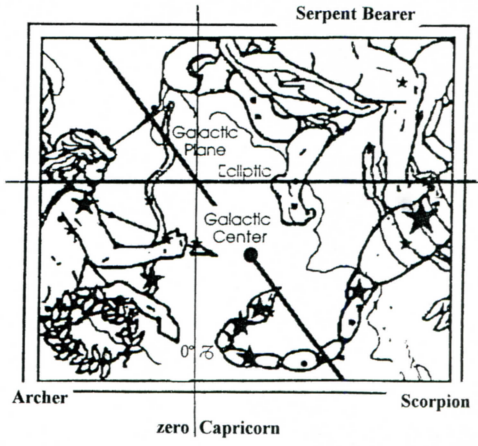 Serpent Bearer
Galactic
Plane
Ecliptic
Galactic
Center
0° ♑
Archer
Scorpion
zero Capricorn